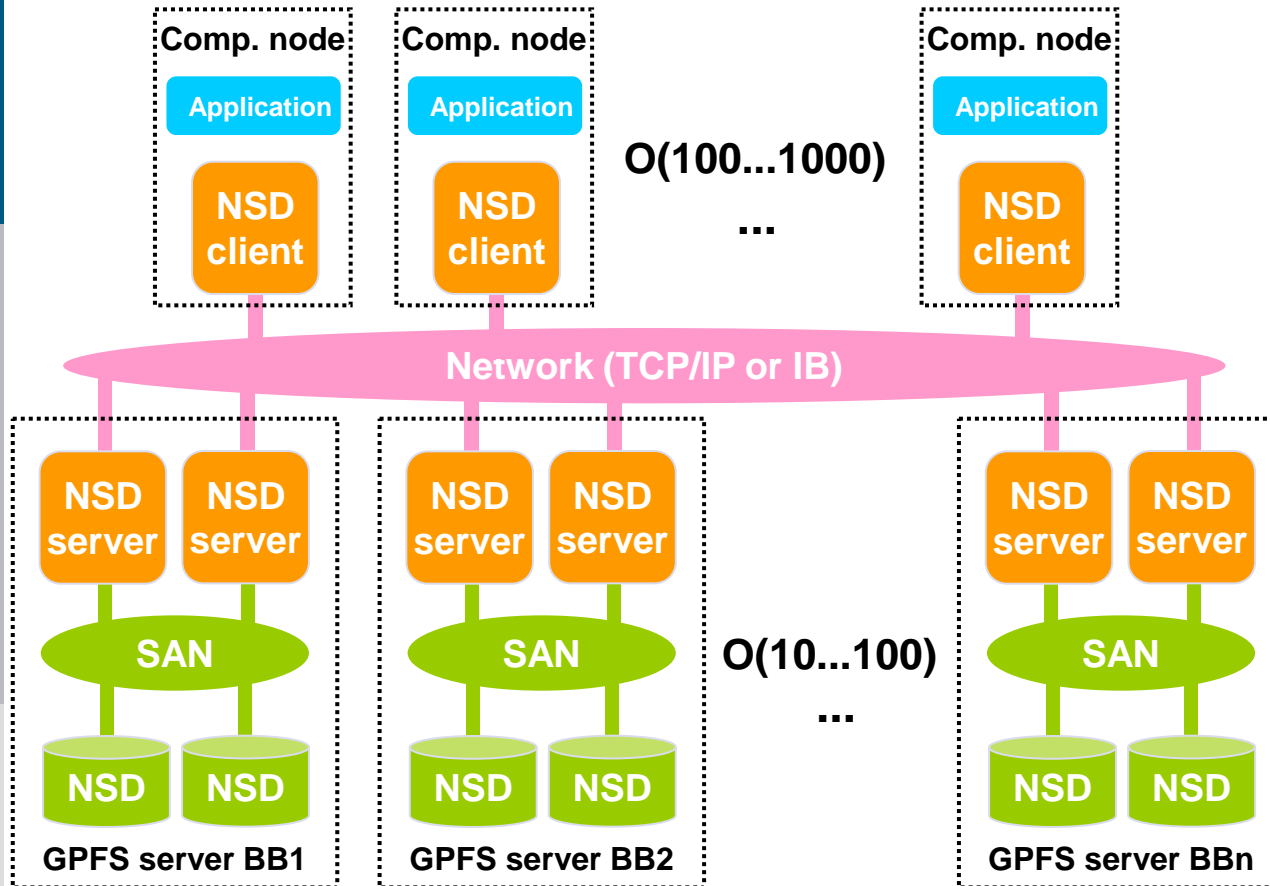 Comp. node
Application
NSD
client
Comp. node
Application
NSD
client
O(100...1000)
...
Comp. node
Application
NSD
client
Network (TCP/IP or IB)
NSD
server
NSD
server
SAN
NSD
NSD
GPFS server BB1
NSD
server
NSD
server
SAN
NSD
NSD
GPFS server BB2
O(10...100)
...
NSD
server
NSD
server
SAN
NSD
NSD
GPFS server BBn